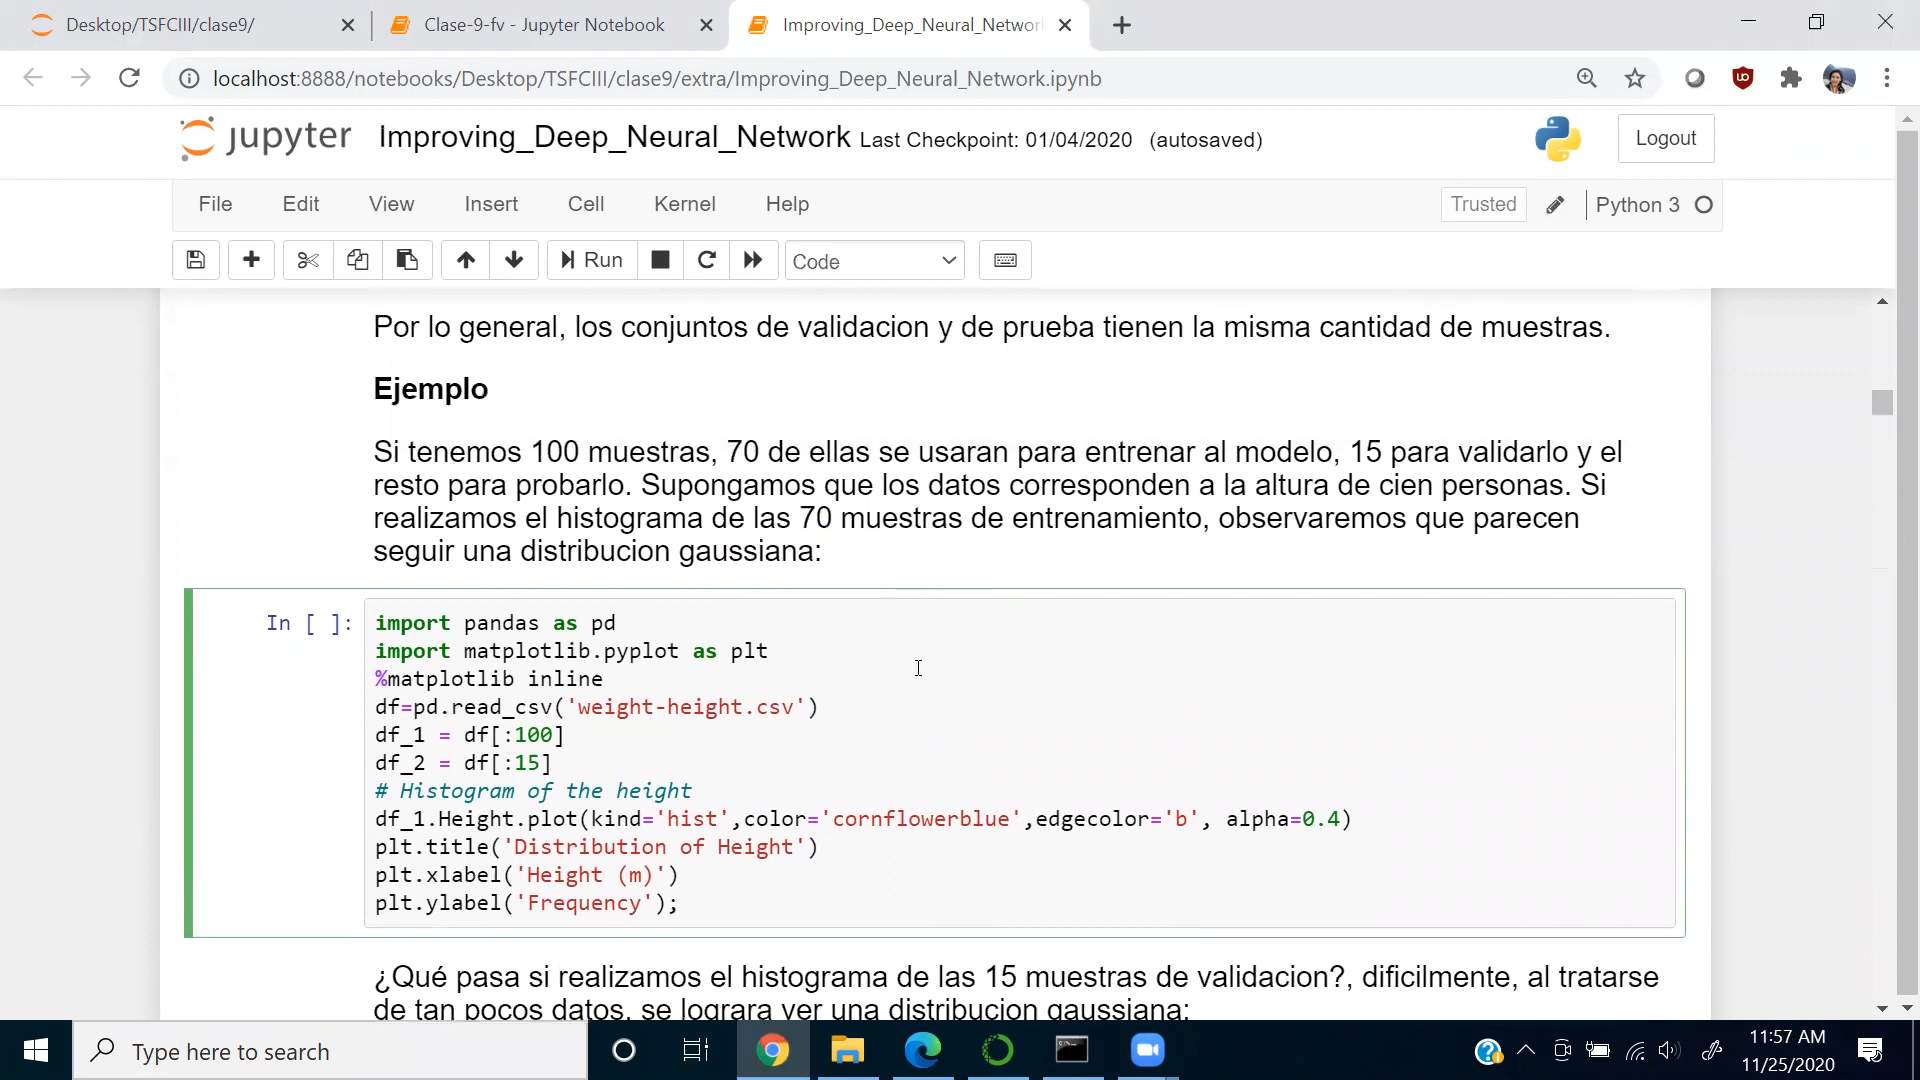 Desktop/TSFCIII/clase9/
Clase-9-fv - Jupyter Notebook
Improving_Deep_Neural_Networ
localhost:8888/notebooks/Desktop/TSFCIII/clase9/extra/Improving_Deep_Neural_Network.ipynb
jupyter Improving_Deep_Neural_Network Last Checkpoint: 01/04/2020 (autosaved)
Logout
File Edit View Insert Cell Kernel Help
Trusted
Python 3
Run
Code
Por lo general, los conjuntos de validacion y de prueba tienen la misma cantidad de muestras.
Ejemplo
Si tenemos 100 muestras, 70 de ellas se usaran para entrenar al modelo, 15 para validarlo y el
resto para probarlo. Supongamos que los datos corresponden a la altura de cien personas. Si
realizamos el histograma de las 70 muestras de entrenamiento, observaremos que parecen
seguir una distribucion gaussiana:
In [ ]:
import pandas as pd
import matplotlib.pyplot as plt
%matplotlib inline
df=pd.read_csv('weight-height.csv')
df_1 = df[:100]
df_2 = df[:15]
# Histogram of the height
df_1.Height.plot(kind='hist',color='cornflowerblue',edgecolor='b', alpha=0.4)
plt.title('Distribution of Height')
plt.xlabel('Height (m)')
plt.ylabel('Frequency');
¿Qué pasa si realizamos el histograma de las 15 muestras de validacion?, dificilmente, al tratarse
de tan pocos datos, se lograra ver una distribucion gaussiana:
Type here to search
11:57 AM
11/25/2020